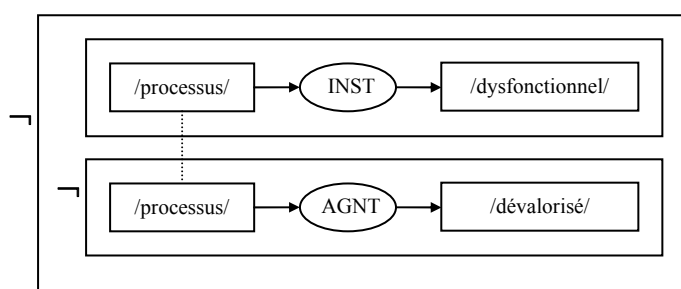 /processus/ INST /dysfonctionnel/
¬
¬
/processus/ AGNT /dévalorisé/